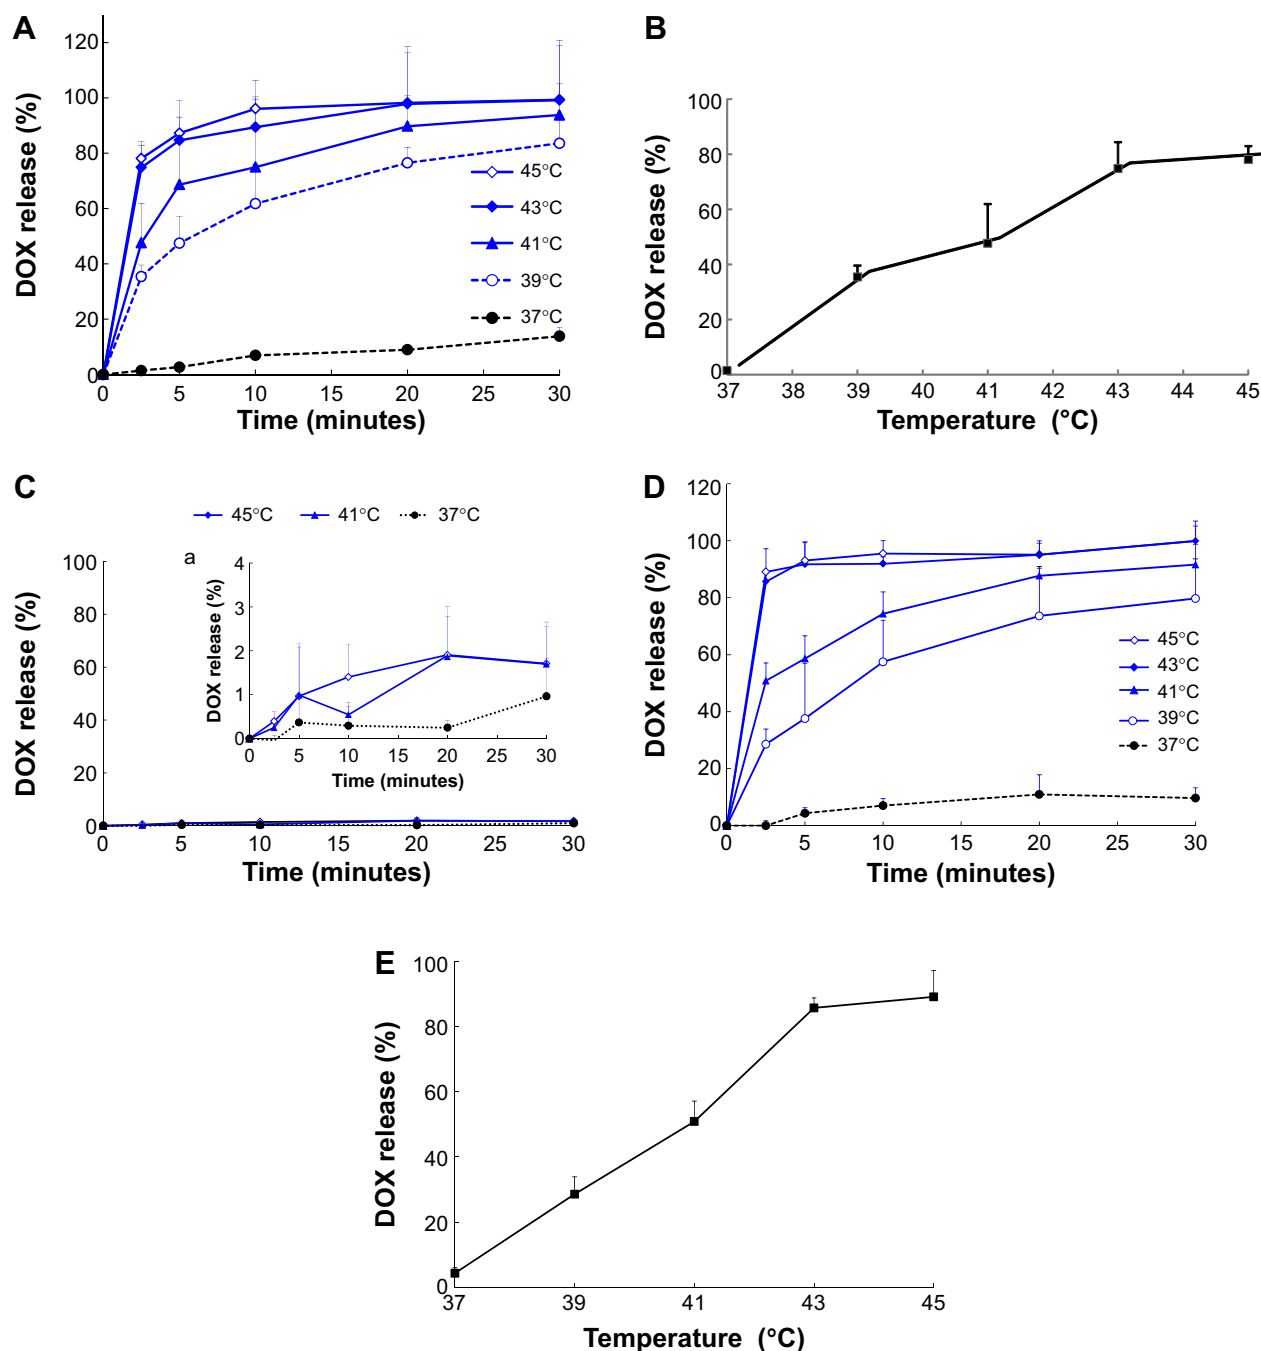 A
DOX release (%)
120
100
80
60
40
20
0
0 5 10 15 20 25 30
Time (minutes)
45°C
43°C
41°C
39°C
37°C
B
DOX release (%)
100
80
60
40
20
0
37 38 39 40 41 42 43 44 45
Temperature (°C)
C
45°C 41°C 37°C
DOX release (%)
100
80
60
40
20
0
0 5 10 15 20 25 30
Time (minutes)
a
DOX release (%)
4
3
2
1
0
0 5 10 15 20 25 30
Time (minutes)
D
DOX release (%)
120
100
80
60
40
20
0
0 5 10 15 20 25 30
Time (minutes)
45°C
43°C
41°C
39°C
37°C
E
DOX release (%)
100
80
60
40
20
0
37 39 41 43 45
Temperature (°C)